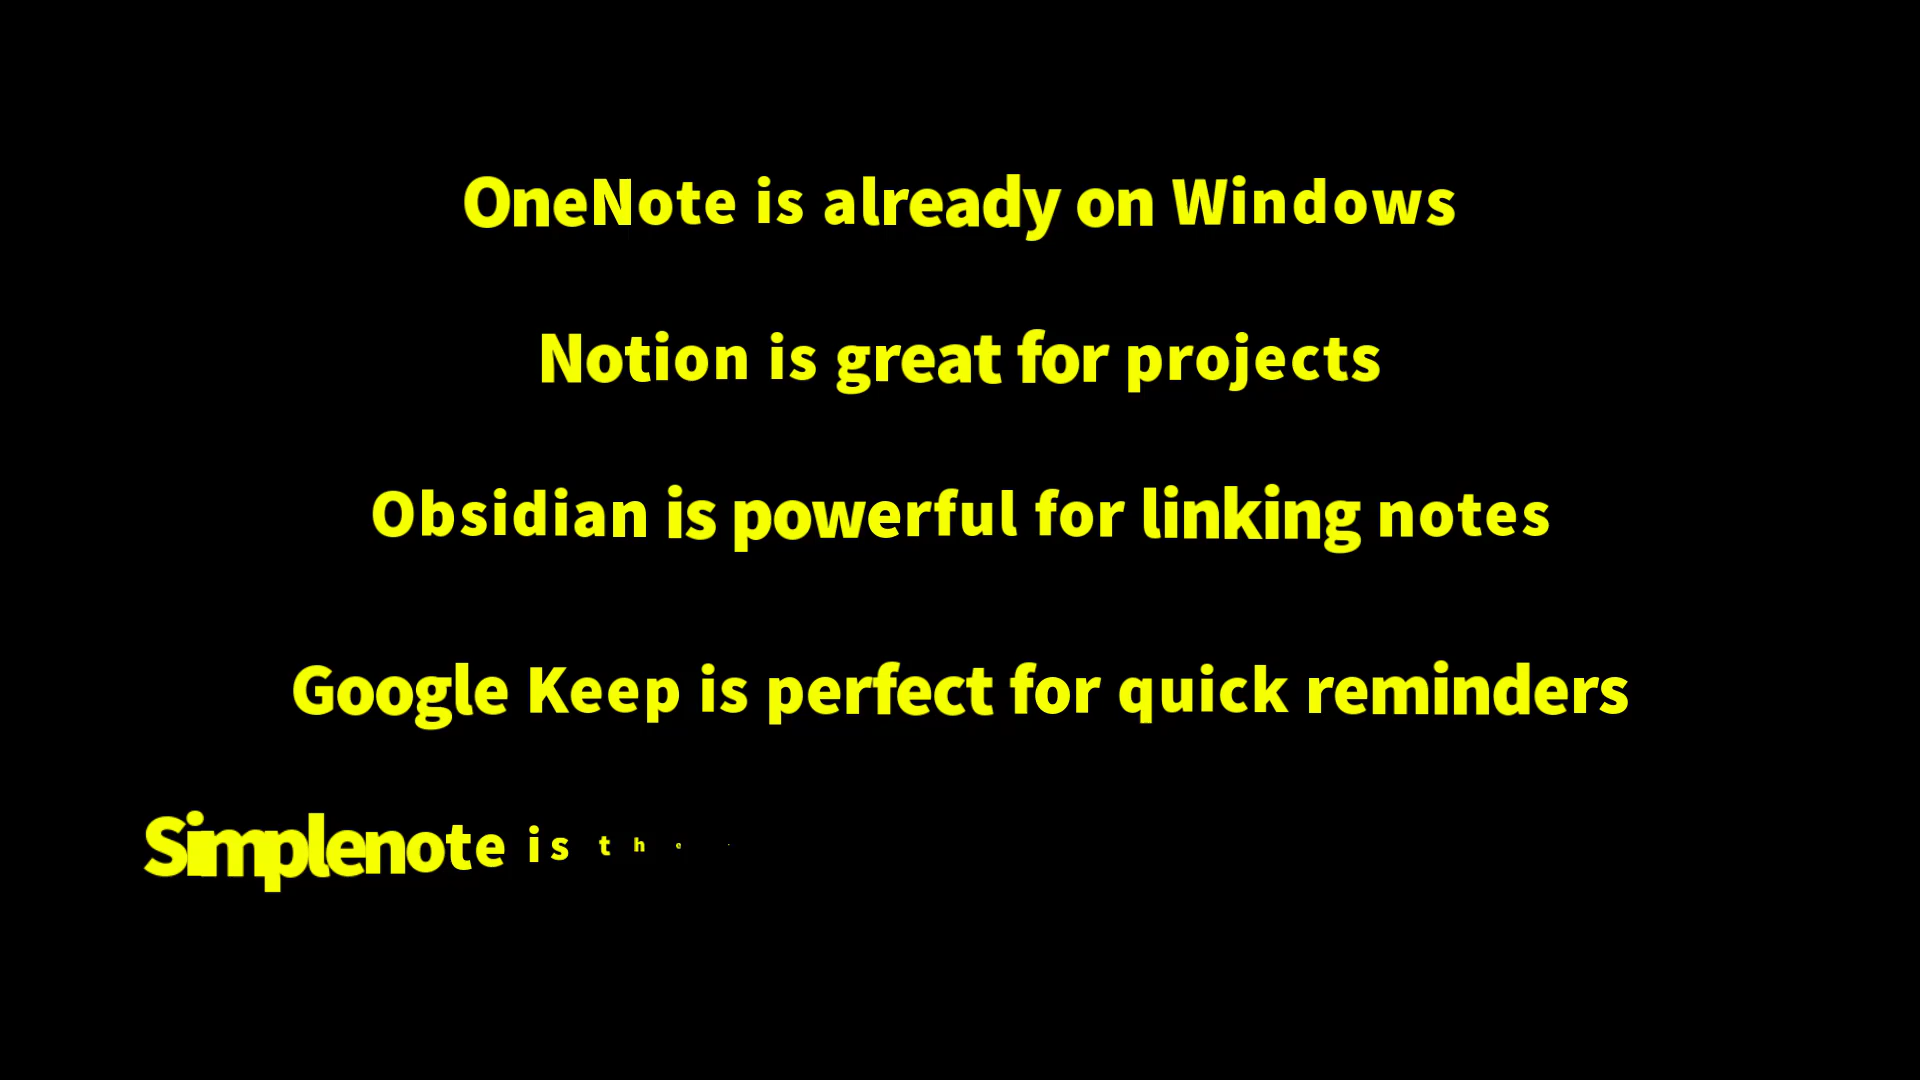 OneNote is already on Windows
Notion is great for projects
Obsidian is powerful for linking notes
Google Keep is perfect for quick reminders
Simplenote is the